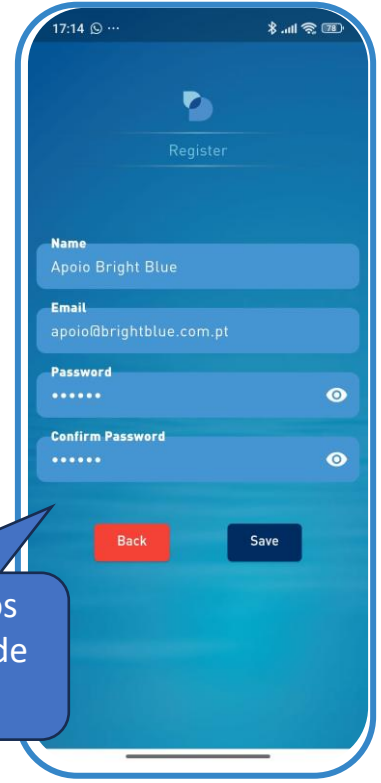 17:14
78
Register
Name
Apoio Bright Blue
Email
apoio@brightblue.com.pt
Password
••••••
Confirm Password
••••••
Back Save
os
de